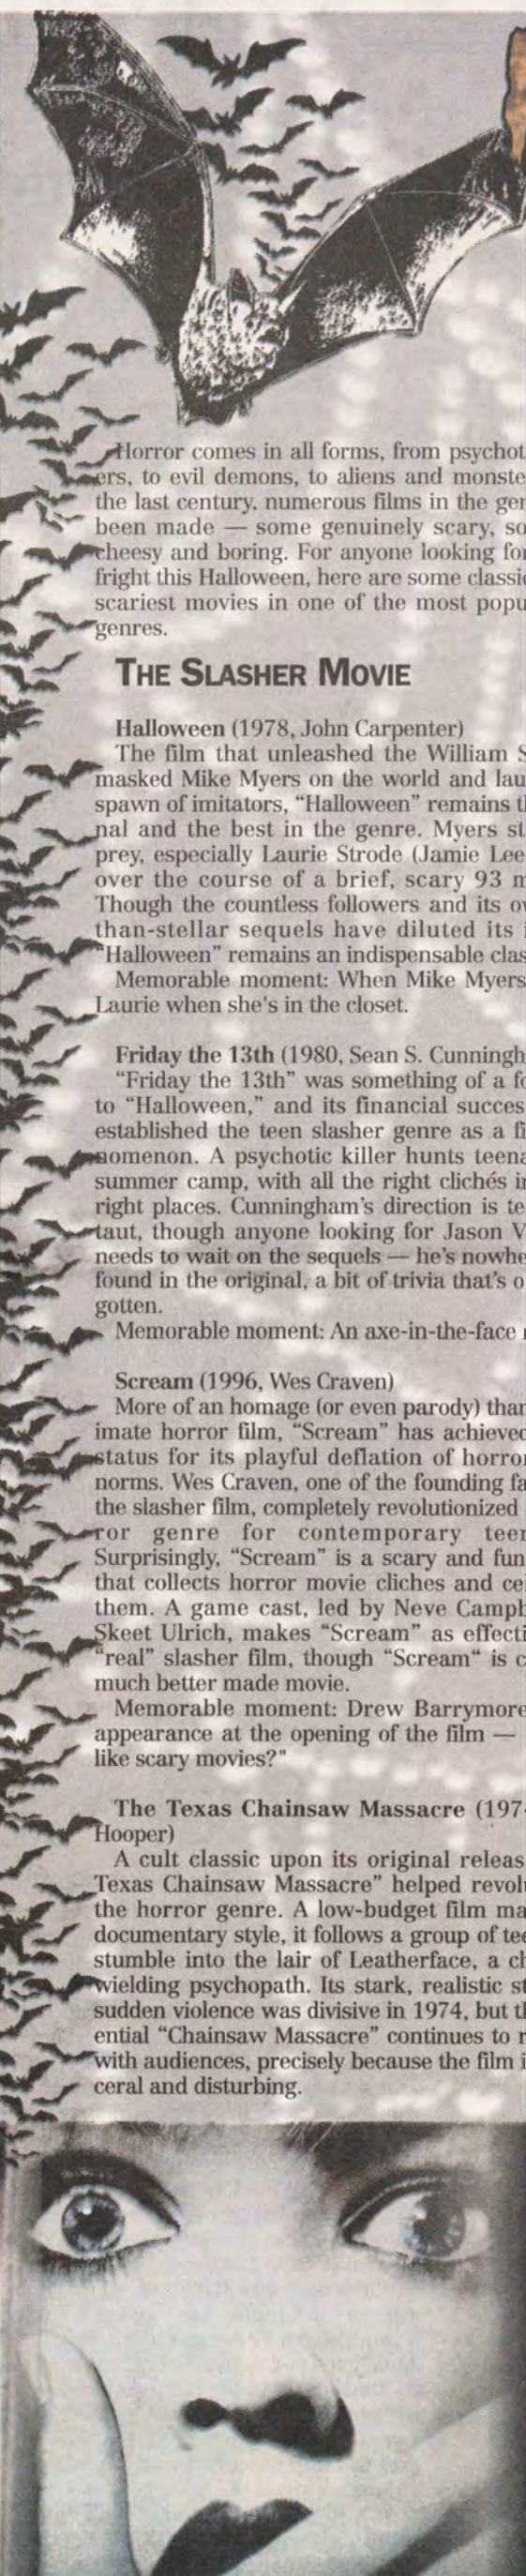 Horror comes in all forms, from psychot
ers, to evil demons, to aliens and monste
the last century, numerous films in the ger
been made — some genuinely scary, so
cheesy and boring. For anyone looking for
fright this Halloween, here are some classic
scariest movies in one of the most popu
genres.
THE SLASHER MOVIE
Halloween (1978, John Carpenter)
The film that unleashed the William S
masked Mike Myers on the world and lau
spawn of imitators, “Halloween” remains th
nal and the best in the genre. Myers st
prey, especially Laurie Strode (Jamie Lee
over the course of a brief, scary 93 m
Though the countless followers and its ov
than-stellar sequels have diluted its i
“Halloween” remains an indispensable clas
Memorable moment: When Mike Myers
Laurie when she's in the closet.
Friday the 13th (1980, Sean S. Cunningh
“Friday the 13th” was something of a fo
to “Halloween,” and its financial succes
established the teen slasher genre as a fi
nomenon. A psychotic killer hunts teena
summer camp, with all the right clichés in
right places. Cunningham’s direction is te
taut, though anyone looking for Jason V
needs to wait on the sequels — he’s nowhe
found in the original, a bit of trivia that’s o
gotten.
Memorable moment: An axe-in-the-face
Scream (1996, Wes Craven)
More of an homage (or even parody) than
imate horror film, “Scream” has achieved
status for its playful deflation of horror
norms. Wes Craven, one of the founding fa
the slasher film, completely revolutionized
ror genre for contemporary teen
Surprisingly, “Scream” is a scary and fun
that collects horror movie cliches and cel
them. A game cast, led by Neve Campb
Skeet Ulrich, makes “Scream” as effecti
“real” slasher film, though “Scream“ is c
much better made movie.
Memorable moment: Drew Barrymore
appearance at the opening of the film —
like scary movies?"
The Texas Chainsaw Massacre (197
Hooper)
A cult classic upon its original releas
Texas Chainsaw Massacre” helped revolu
the horror genre. A low-budget film ma
documentary style, it follows a group of tee
stumble into the lair of Leatherface, a ch
wielding psychopath. Its stark, realistic st
sudden violence was divisive in 1974, but th
ential “Chainsaw Massacre” continues to r
with audiences, precisely because the film i
ceral and disturbing.